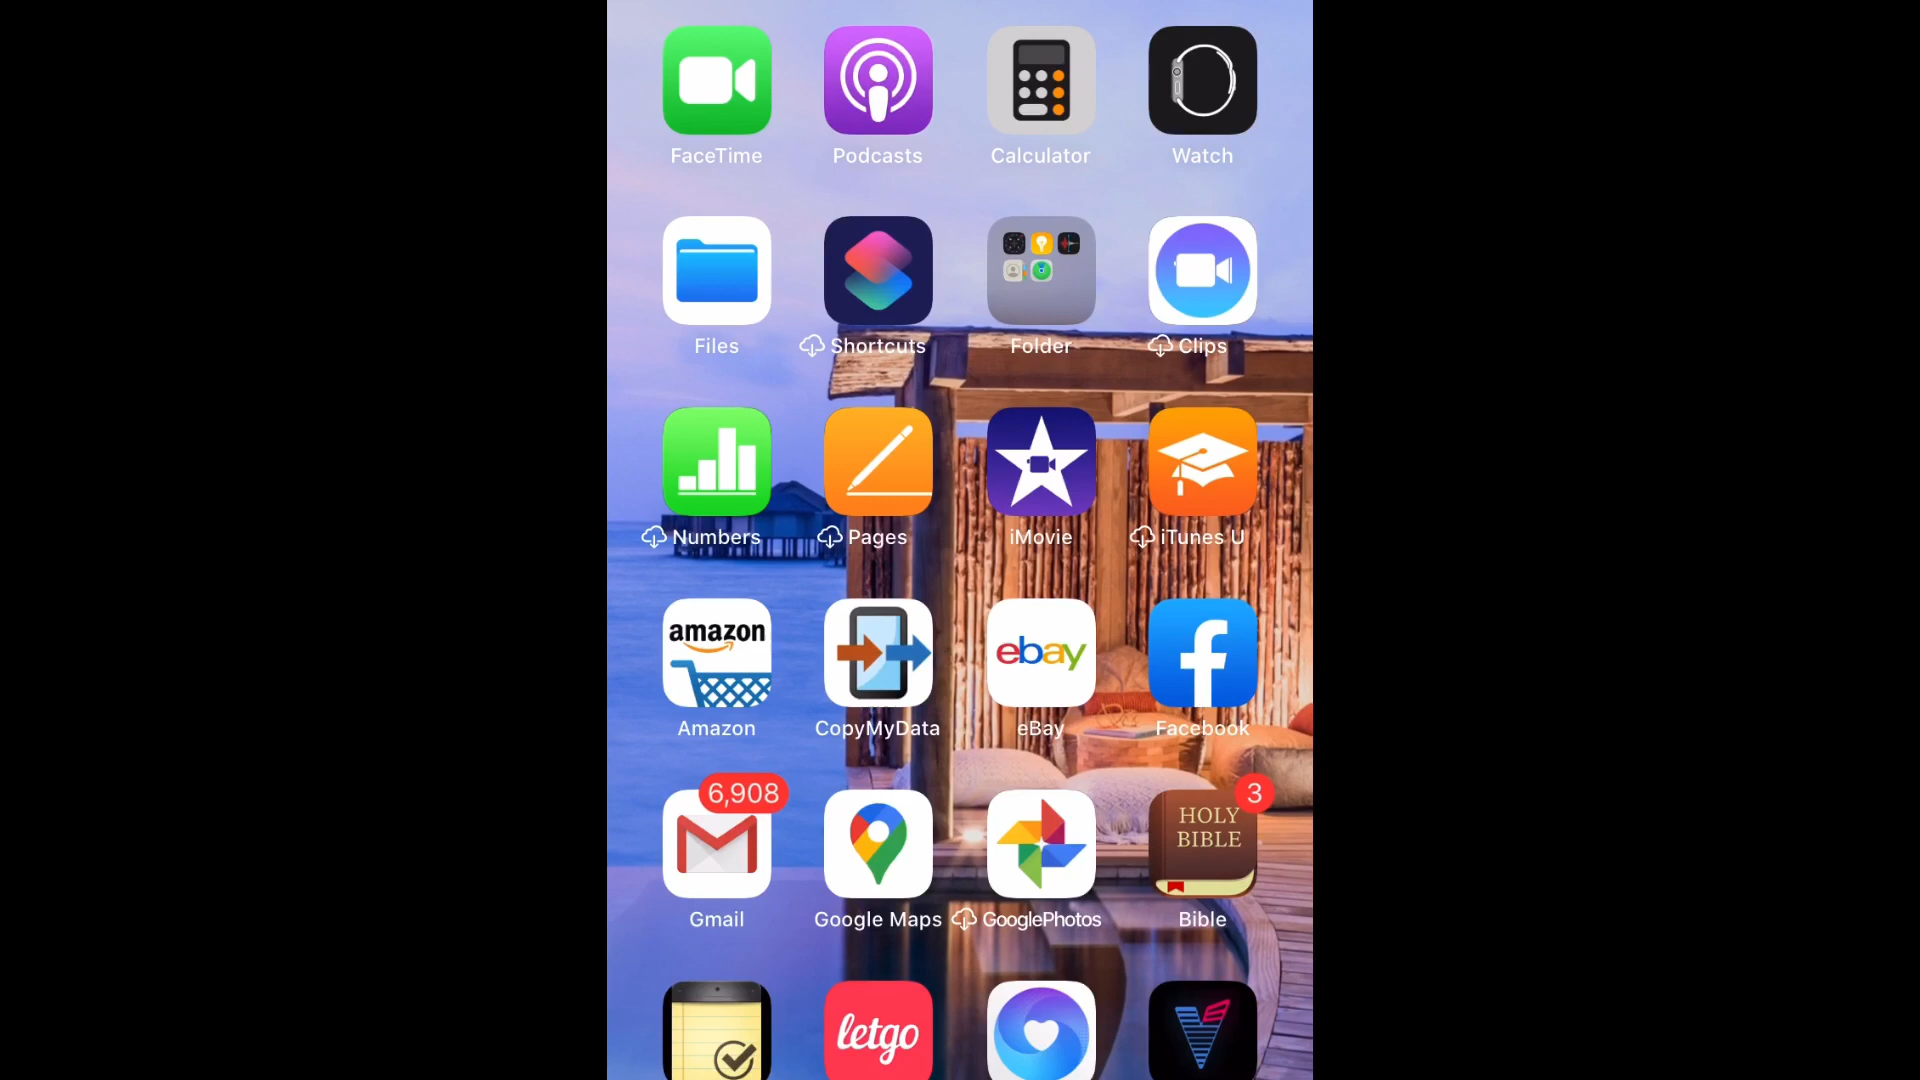 FaceTime
Podcasts
Calculator
Watch
Files
Shortcuts
Folder
Clips
Numbers
Pages
iMovie
iTunes U
amazon
Amazon
CopyMyData
ebay
eBay
Facebook
6,908
Gmail
Google Maps
GooglePhotos
3
HOLY
BIBLE
Bible
letgo